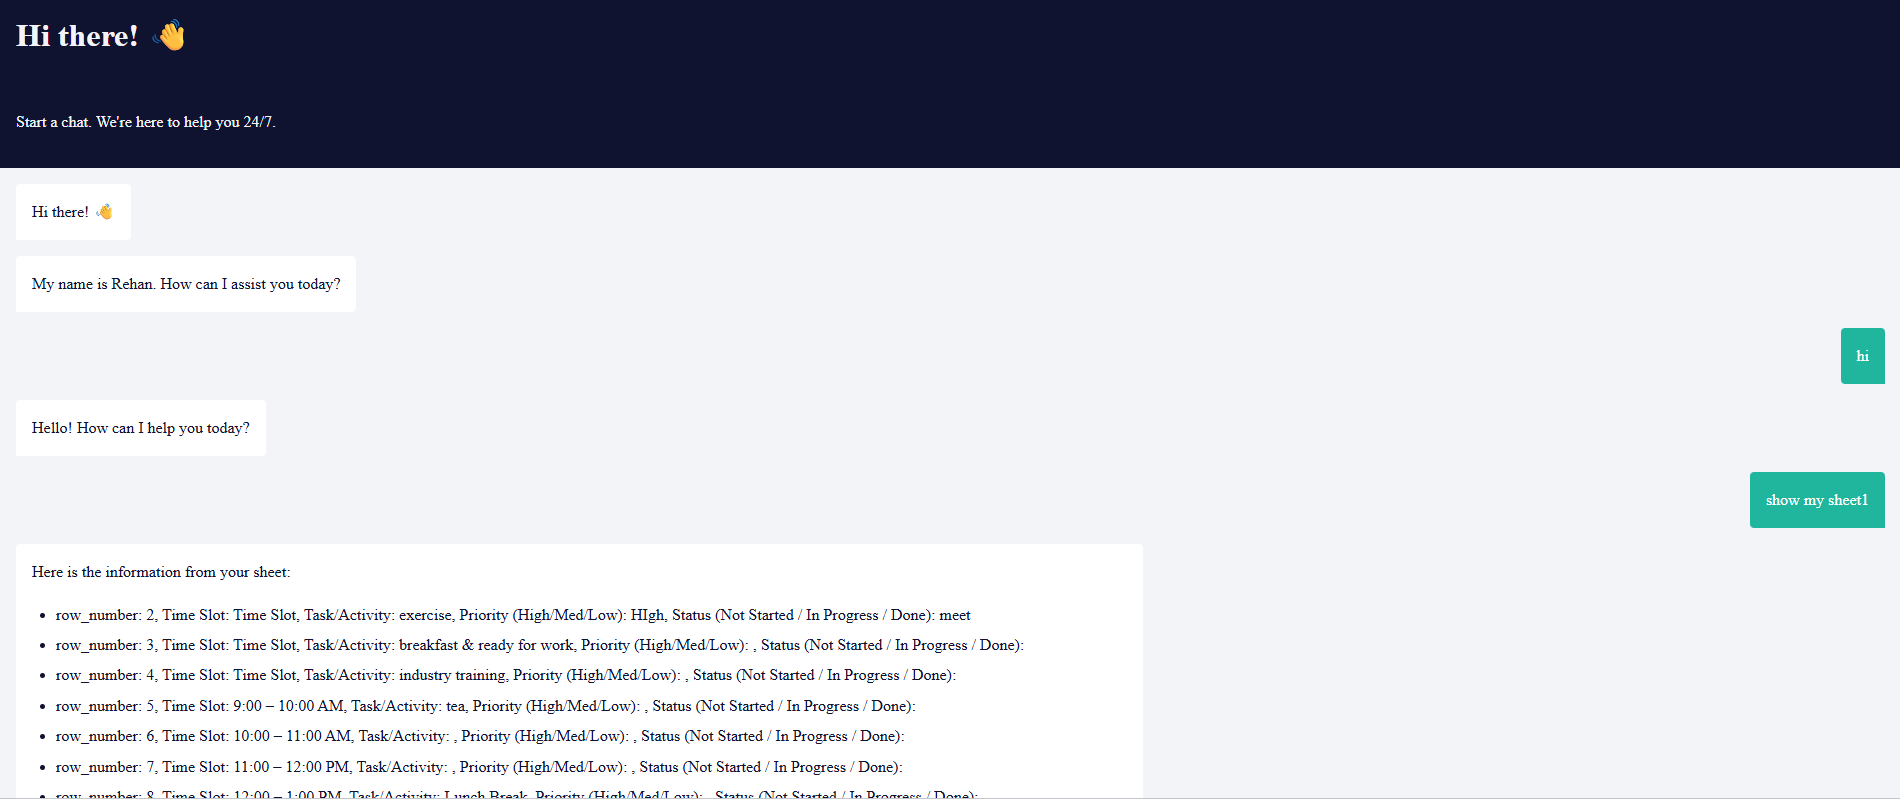 Hi there! 👋
Start a chat. We're here to help you 24/7.
Hi there! 👋
My name is Rehan. How can I assist you today?
hi
Hello! How can I help you today?
show my sheet1
Here is the information from your sheet:
• row_number: 2, Time Slot: Time Slot, Task/Activity: exercise, Priority (High/Med/Low): HIgh, Status (Not Started / In Progress / Done): meet
• row_number: 3, Time Slot: Time Slot, Task/Activity: breakfast & ready for work, Priority (High/Med/Low): , Status (Not Started / In Progress / Done):
• row_number: 4, Time Slot: Time Slot, Task/Activity: industry training, Priority (High/Med/Low): , Status (Not Started / In Progress / Done):
• row_number: 5, Time Slot: 9:00 – 10:00 AM, Task/Activity: tea, Priority (High/Med/Low): , Status (Not Started / In Progress / Done):
• row_number: 6, Time Slot: 10:00 – 11:00 AM, Task/Activity: , Priority (High/Med/Low): , Status (Not Started / In Progress / Done):
• row_number: 7, Time Slot: 11:00 – 12:00 PM, Task/Activity: , Priority (High/Med/Low): , Status (Not Started / In Progress / Done):
• row_number: 8, Time Slot: 12:00 – 1:00 PM, Task/Activity: Lunch Break, Priority (High/Med/Low): , Status (Not Started / In Progress / Done):